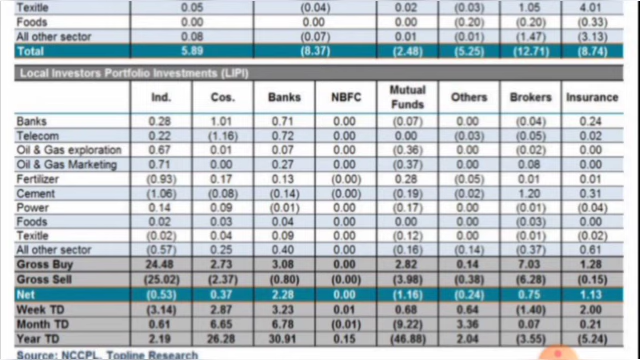 Texitle 0.05 (0.04) 0.02 (0.03) 1.05 4.01
Foods 0.00 0.00 0.00 (0.20) (0.20) (0.33)
All other sector 0.08 (0.07) 0.01 (0.01) (1.47) (3.13)
Total 5.89 (8.37) (2.48) (5.25) (12.71) (8.74)
Local Investors Portfolio Investments (LIPI)
Ind. Cos. Banks NBFC Mutual Funds Others Brokers Insurance
Banks 0.28 1.01 0.71 0.00 (0.07) 0.00 (0.04) 0.24
Telecom 0.22 (1.16) 0.72 0.00 0.00 (0.03) (0.05) 0.02
Oil & Gas exploration 0.67 0.01 0.07 0.00 (0.36) 0.00 (0.02) 0.00
Oil & Gas Marketing 0.71 0.00 0.27 0.00 (0.37) 0.00 0.08 0.00
Fertilizer (0.93) 0.17 0.13 (0.00) 0.28 (0.05) 0.01 0.01
Cement (1.06) (0.08) (0.14) (0.00) (0.19) (0.02) 1.20 0.31
Power 0.14 0.09 (0.01) 0.00 (0.17) 0.00 (0.01) (0.04)
Foods 0.02 0.03 0.04 0.00 0.00 0.00 (0.03) 0.00
Texitle (0.02) 0.04 0.09 0.00 (0.12) 0.00 (0.01) (0.02)
All other sector (0.57) 0.25 0.40 0.00 (0.16) (0.14) (0.37) 0.61
Gross Buy 24.48 2.73 3.08 0.00 2.82 0.14 7.03 1.28
Gross Sell (25.02) (2.37) (0.80) (0.00) (3.98) (0.38) (6.28) (0.15)
Net (0.53) 0.37 2.28 0.00 (1.16) (0.24) 0.75 1.13
Week TD (3.14) 2.87 3.23 0.01 0.68 0.64 (1.40) 2.00
Month TD 0.61 6.65 6.78 (0.01) (9.22) 3.36 0.07 0.21
Year TD 2.19 26.28 30.91 0.15 (46.88) 2.04 (3.55) (5.24)
Source: NCCPL, Topline Research